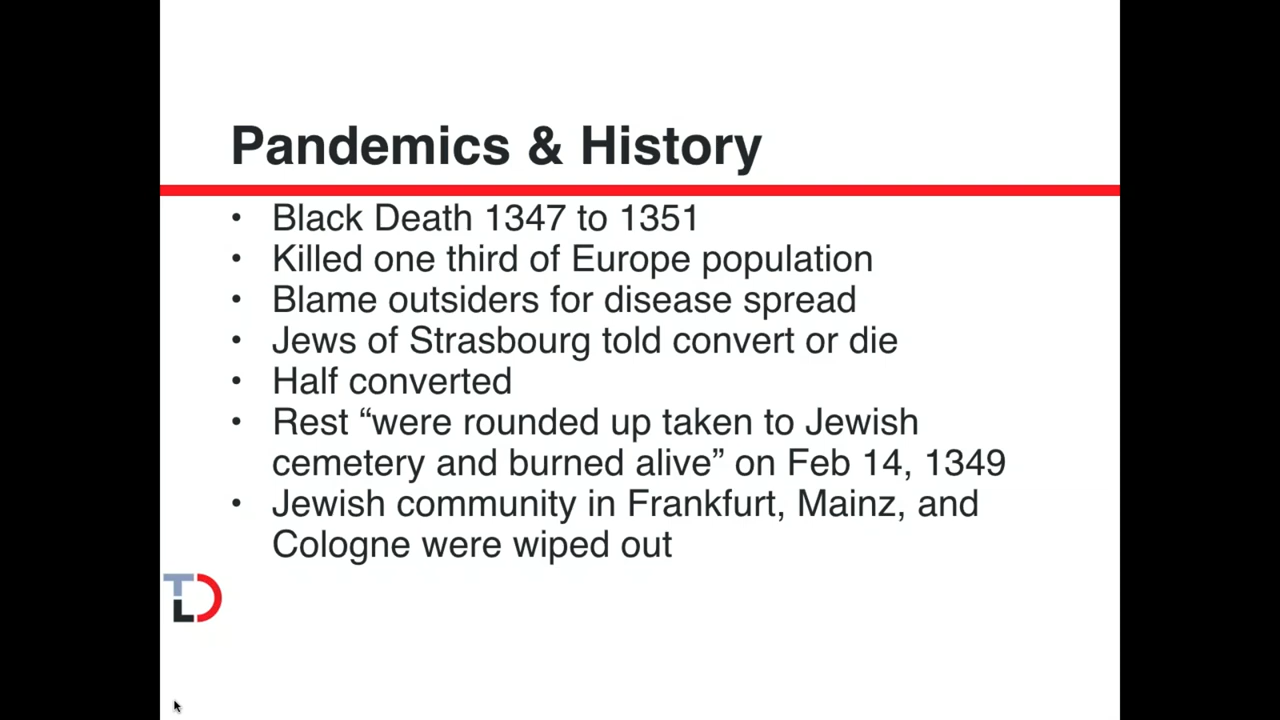 Pandemics & History
• Black Death 1347 to 1351
• Killed one third of Europe population
• Blame outsiders for disease spread
• Jews of Strasbourg told convert or die
• Half converted
• Rest “were rounded up taken to Jewish
cemetery and burned alive” on Feb 14, 1349
• Jewish community in Frankfurt, Mainz, and
Cologne were wiped out
TLD